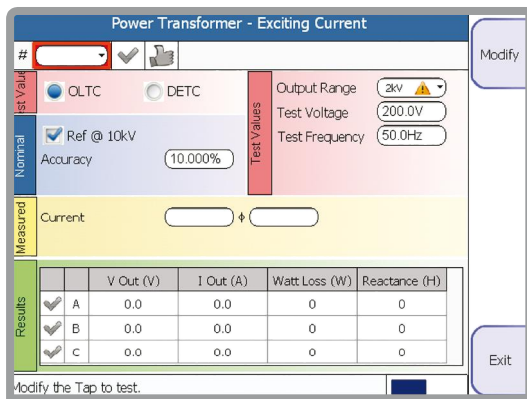 Power Transformer - Exciting Current
#
Modify
st Value
OLTC
DETC
Nominal
Ref @ 10kV
Accuracy
10.000%
Test Values
Output Range
2kV
Test Voltage
200.0V
Test Frequency
50.0Hz
Measured
Current
ϕ
Results
V Out (V) I Out (A) Watt Loss (W) Reactance (H)
A 0.0 0.0 0 0
B 0.0 0.0 0 0
C 0.0 0.0 0 0
Exit
Modify the Tap to test.